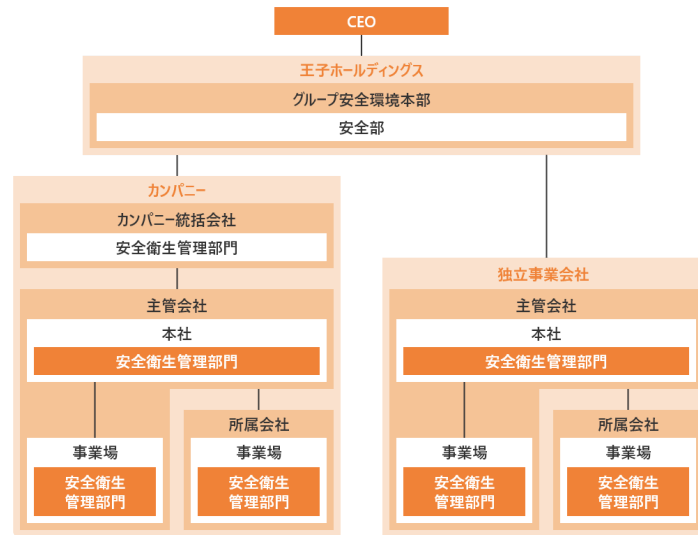 CEO
王子ホールディングス
グループ安全環境本部
安全部
カンパニー
カンパニー統括会社
安全衛生管理部門
主管会社
本社
安全衛生管理部門
事業場
安全衛生
管理部門
所属会社
事業場
安全衛生
管理部門
独立事業会社
主管会社
本社
安全衛生管理部門
事業場
安全衛生
管理部門
所属会社
事業場
安全衛生
管理部門